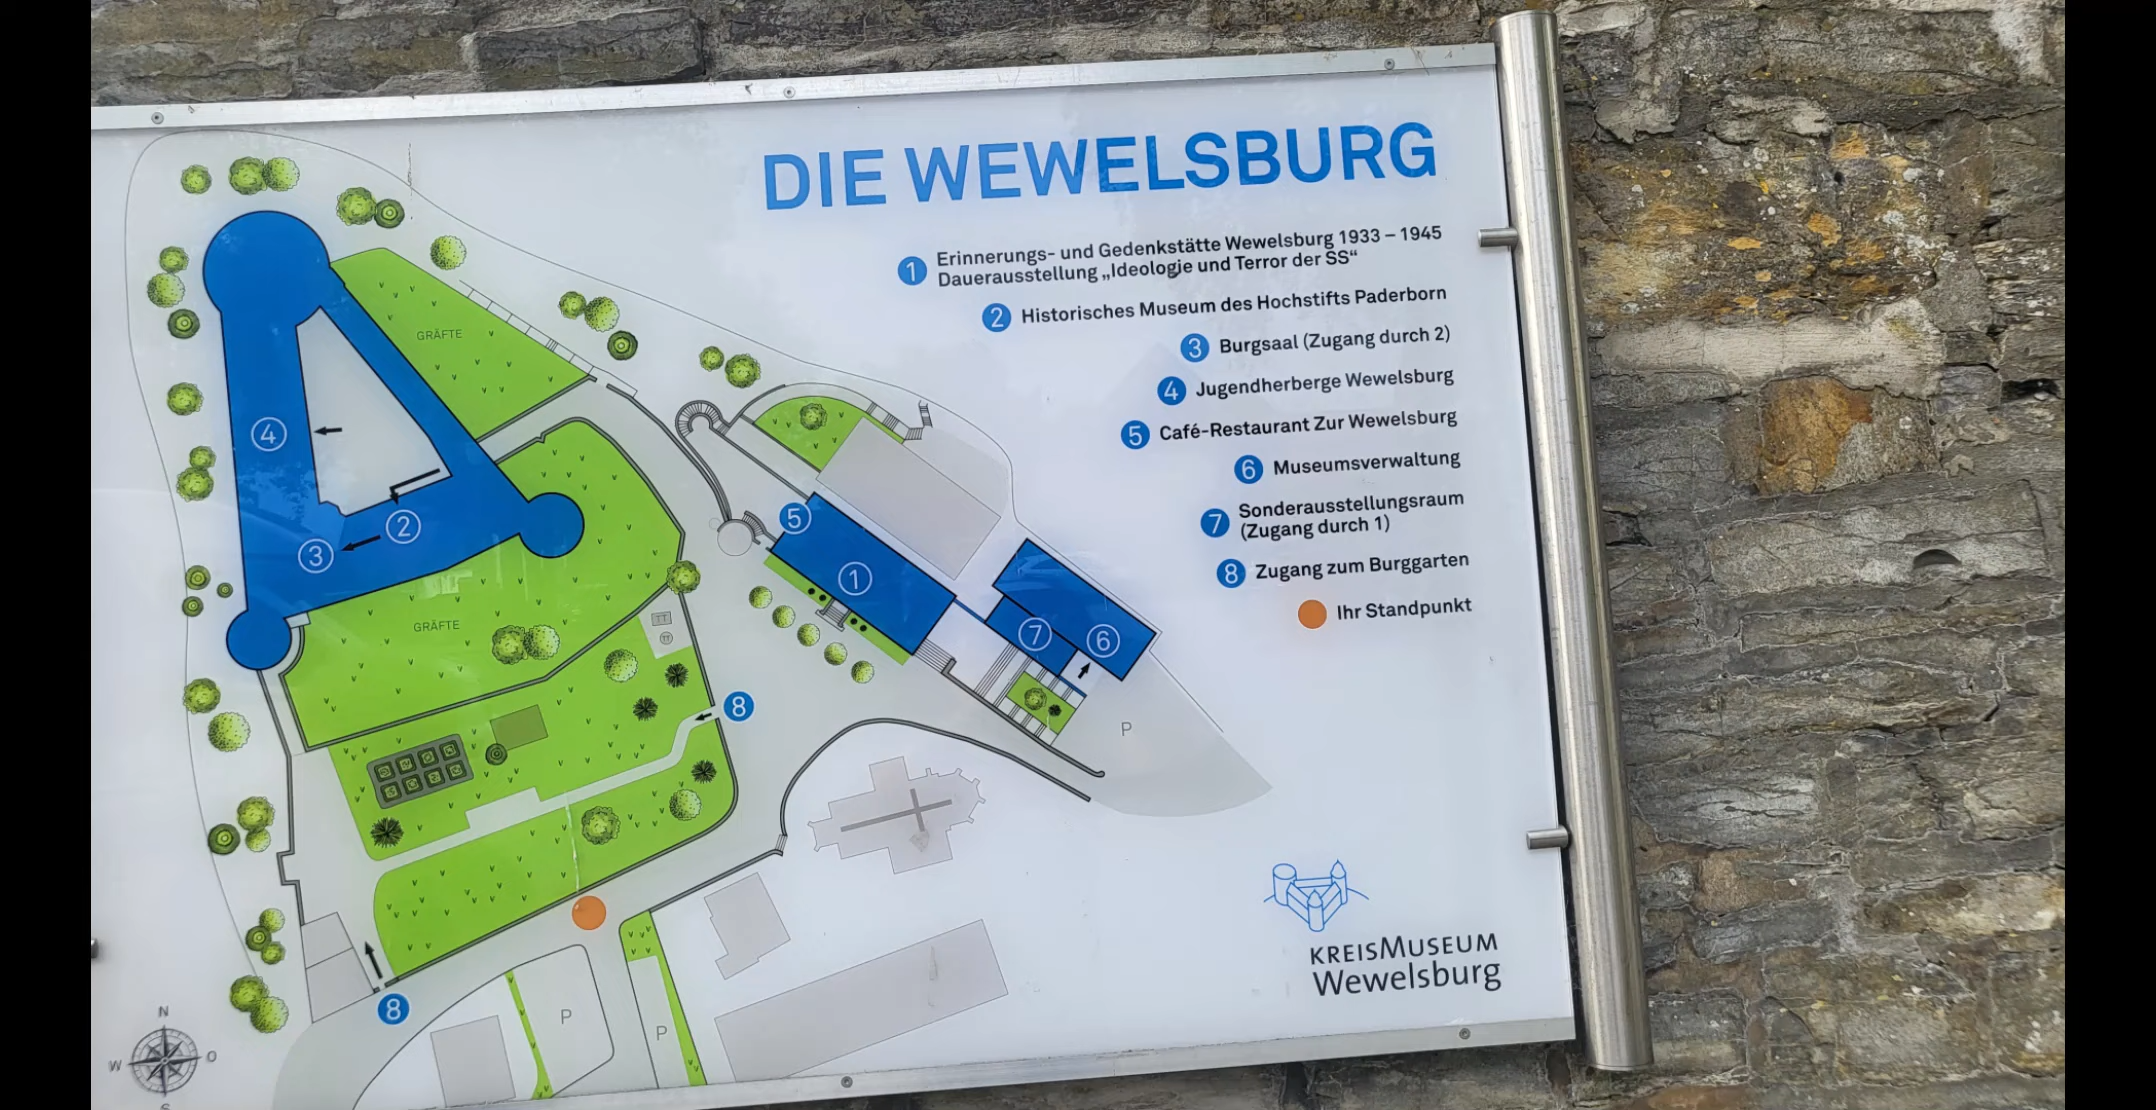 DIE WEWELSBURG
1 Erinnerungs- und Gedenkstätte Wewelsburg 1933 – 1945
Dauerausstellung „Ideologie und Terror der SS“
2 Historisches Museum des Hochstifts Paderborn
3 Burgsaal (Zugang durch 2)
4 Jugendherberge Wewelsburg
5 Café-Restaurant Zur Wewelsburg
6 Museumsverwaltung
7 Sonderausstellungsraum
(Zugang durch 1)
8 Zugang zum Burggarten
Ihr Standpunkt
GRÄFTE
4
2
3
5
1
7
6
GRÄFTE
TT
TT
8
P
8
P
P
N
W
O
S
KREISMUSEUM
Wewelsburg